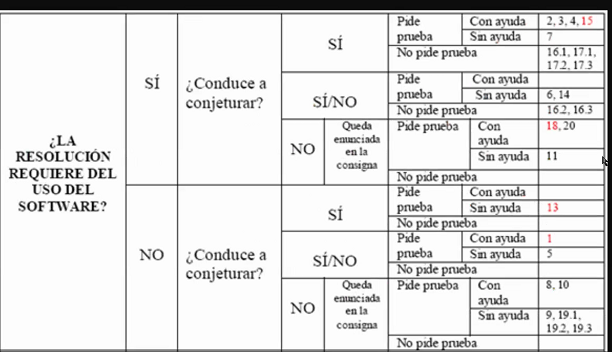 ¿LA
RESOLUCIÓN
REQUIERE DEL
USO DEL
SOFTWARE?
SÍ
¿Conduce a
conjeturar?
SÍ
Pide
prueba
Con ayuda
2, 3, 4, 15
Sin ayuda
7
No pide prueba
16.1, 17.1,
17.2, 17.3
SÍ/NO
Pide
prueba
Con ayuda
Sin ayuda
6, 14
No pide prueba
16.2, 16.3
NO
Queda
enunciada
en la
consigna
Pide prueba
Con
ayuda
18, 20
Sin ayuda
11
No pide prueba
NO
¿Conduce a
conjeturar?
SÍ
Pide
prueba
Con ayuda
Sin ayuda
13
No pide prueba
SÍ/NO
Pide
prueba
Con ayuda
1
Sin ayuda
5
No pide prueba
NO
Queda
enunciada
en la
consigna
Pide prueba
Con
ayuda
8, 10
Sin ayuda
9, 19.1,
19.2, 19.3
No pide prueba